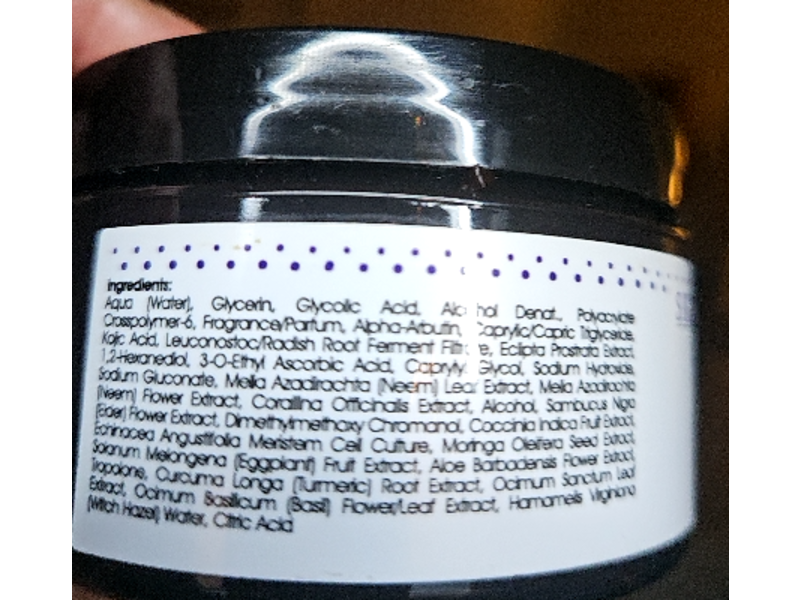 Ingredients:
Aqua (Water), Glycerin, Glycolic Acid, Alcohol Denat., Polyacrylate
Crosspolymer-6, Fragrance/Parfum, Alpha-Arbutin, Caprylic/Capric Triglyceride,
Kojic Acid, Leuconostoc/Radish Root Ferment Filtrate, Eclipta Prostrata Extract,
1,2-Hexanediol, 3-O-Ethyl Ascorbic Acid, Caprylyl Glycol, Sodium Hydroxide,
Sodium Gluconate, Melia Azadirachta (Neem) Leaf Extract, Melia Azadirachta
(Neem) Flower Extract, Corallina Officinalis Extract, Alcohol, Sambucus Nigra
(Elder) Flower Extract, Dimethylmethoxy Chromanol, Coccinia Indica Fruit Extract,
Echinacea Angustifolia Meristem Cell Culture, Moringa Oleifera Seed Extract,
Solanum Melongena (Eggplant) Fruit Extract, Aloe Barbadensis Flower Extract,
Tropolone, Curcuma Longa (Turmeric) Root Extract, Ocimum Sanctum Leaf
Extract, Ocimum Basilicum (Basil) Flower/Leaf Extract, Hamamelis Virginiana
(Witch Hazel) Water, Citric Acid